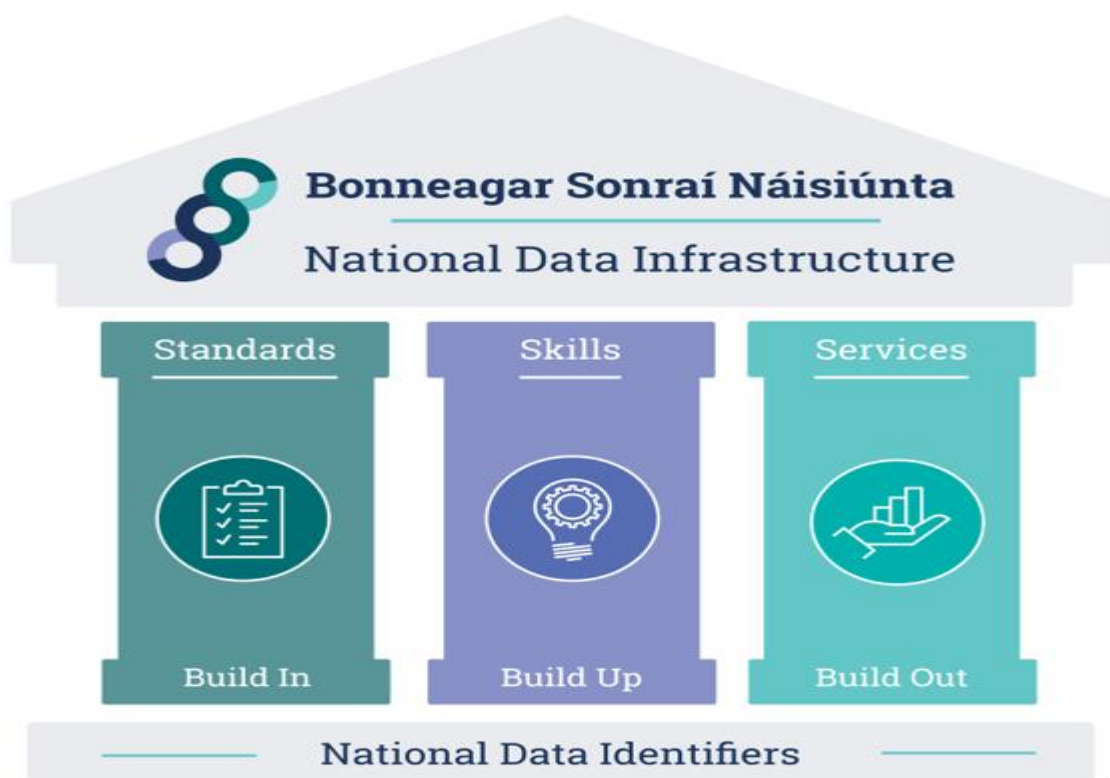 Bonneagar Sonraí Náisiúnta
National Data Infrastructure
Standards
Skills
Services
Build In
Build Up
Build Out
National Data Identifiers